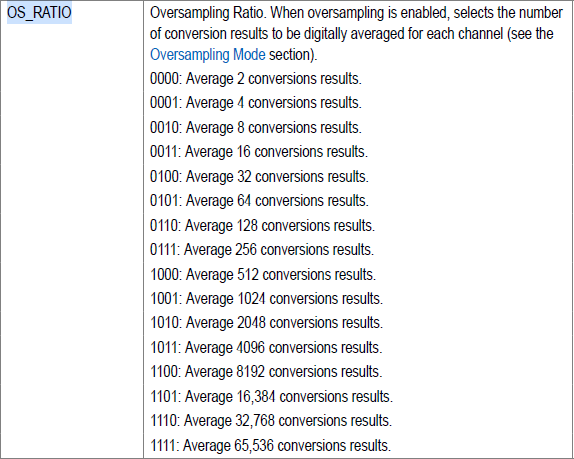 OS_RATIO
Oversampling Ratio. When oversampling is enabled, selects the number
of conversion results to be digitally averaged for each channel (see the
Oversampling Mode section).
0000: Average 2 conversions results.
0001: Average 4 conversions results.
0010: Average 8 conversions results.
0011: Average 16 conversions results.
0100: Average 32 conversions results.
0101: Average 64 conversions results.
0110: Average 128 conversions results.
0111: Average 256 conversions results.
1000: Average 512 conversions results.
1001: Average 1024 conversions results.
1010: Average 2048 conversions results.
1011: Average 4096 conversions results.
1100: Average 8192 conversions results.
1101: Average 16,384 conversions results.
1110: Average 32,768 conversions results.
1111: Average 65,536 conversions results.